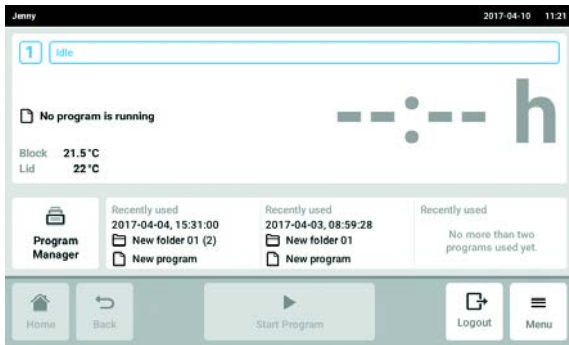 Jenny 2017-04-10 11:21
1 Idle
--:-- h
No program is running
Block 21.5°C
Lid 22°C
Program
Manager
Recently used
2017-04-04, 15:31:00
New folder 01 (2)
New program
Recently used
2017-04-03, 08:59:28
New folder 01
New program
Recently used
No more than two
programs used yet.
Home
Back
Start Program
Logout
Menu